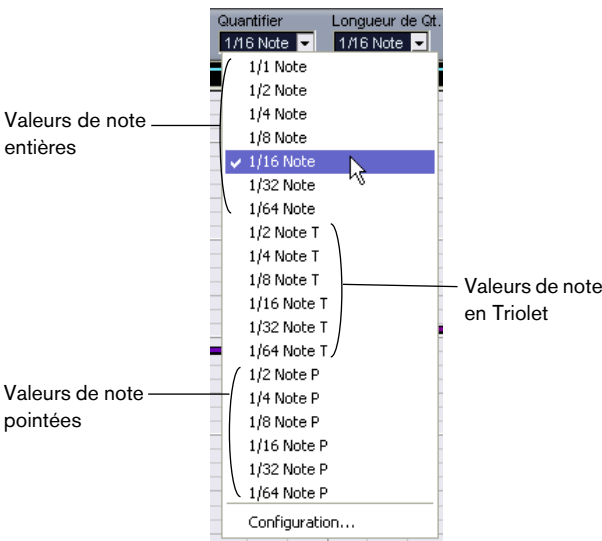 Quantifier Longueur de Qt.
1/16 Note 1/16 Note
1/1 Note
1/2 Note
1/4 Note
1/8 Note
1/16 Note
1/32 Note
1/64 Note
1/2 Note T
1/4 Note T
1/8 Note T
1/16 Note T
1/32 Note T
1/64 Note T
1/2 Note P
1/4 Note P
1/8 Note P
1/16 Note P
1/32 Note P
1/64 Note P
Configuration...
Valeurs de note
entières
Valeurs de note
en Triolet
Valeurs de note
pointées